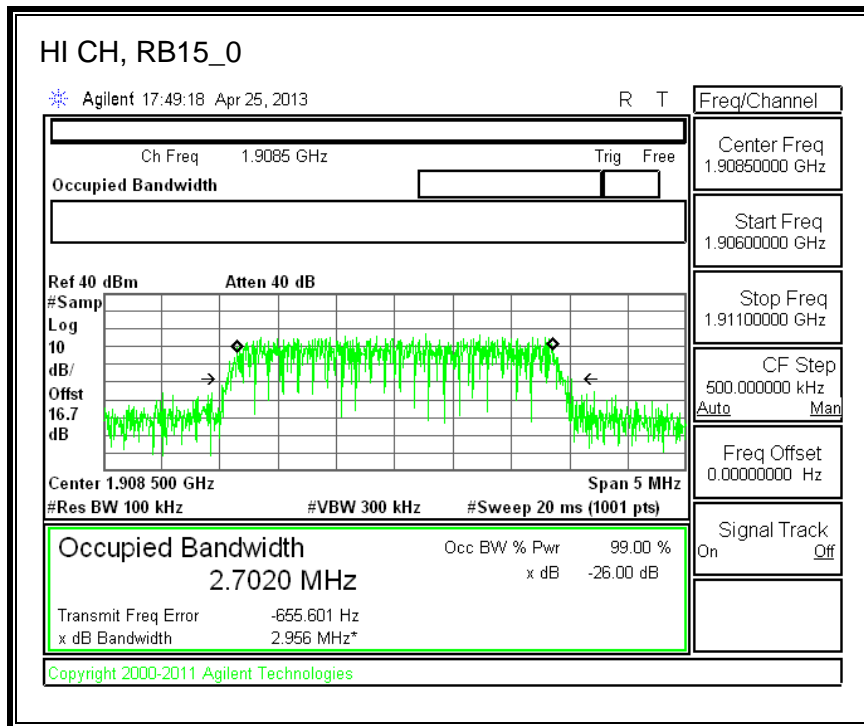 HI CH, RB15_0
Agilent 17:49:18 Apr 25, 2013 R T
Freq/Channel
Ch Freq 1.9085 GHz Trig Free
Occupied Bandwidth
Center Freq
1.90850000 GHz
Start Freq
1.90600000 GHz
Stop Freq
1.91100000 GHz
CF Step
500.000000 kHz
Auto Man
Freq Offset
0.00000000 Hz
Signal Track
On Off
Ref 40 dBm Atten 40 dB
#Samp
Log
10
dB/
Offst
16.7
dB
Center 1.908 500 GHz Span 5 MHz
#Res BW 100 kHz #VBW 300 kHz #Sweep 20 ms (1001 pts)
Occupied Bandwidth Occ BW % Pwr 99.00 %
2.7020 MHz x dB -26.00 dB
Transmit Freq Error -655.601 Hz
x dB Bandwidth 2.956 MHz*
Copyright 2000-2011 Agilent Technologies